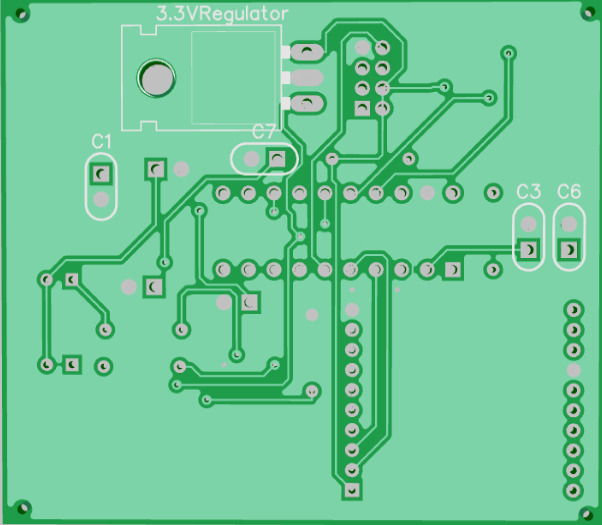 3.3VRegulator
C7
C1
C3 C6